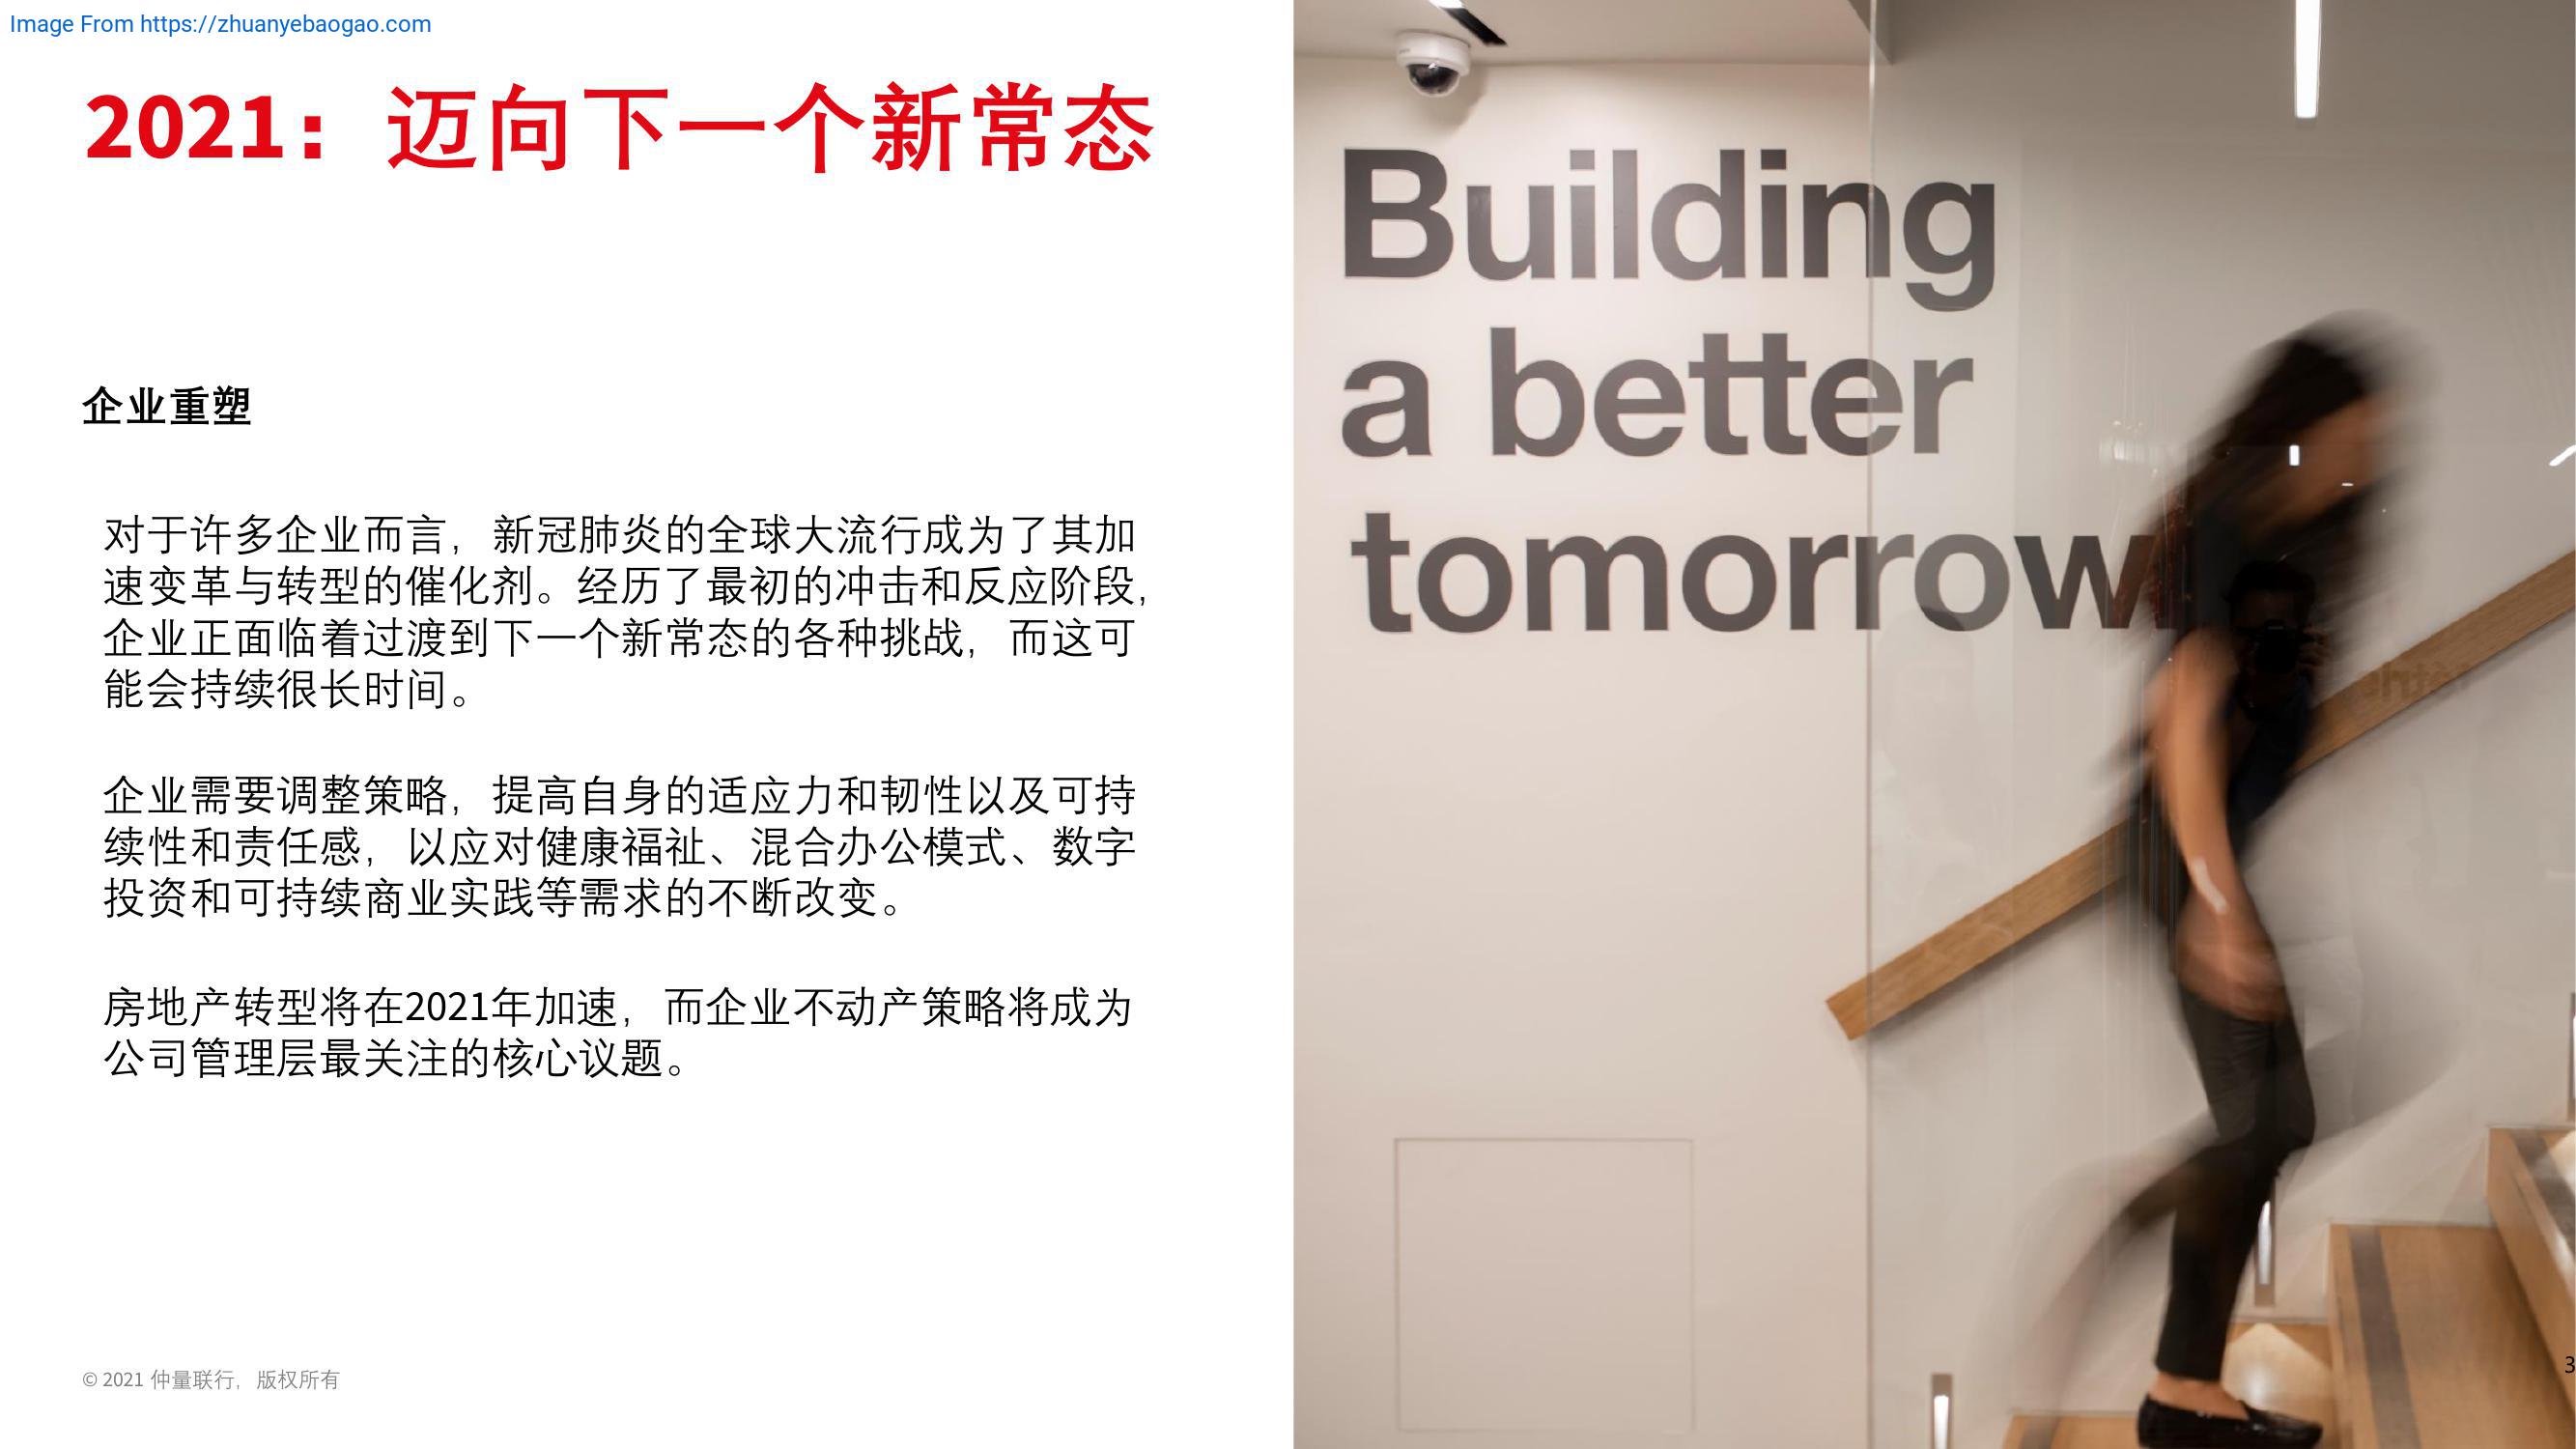 Image From https://zhuanyebaogao.com
2021：迈向下一个新常态
企业重塑
对于许多企业而言，新冠肺炎的全球大流行成为了其加
速变革与转型的催化剂。经历了最初的冲击和反应阶段，
企业正面临着过渡到下一个新常态的各种挑战，而这可
能会持续很长时间。
企业需要调整策略，提高自身的适应力和韧性以及可持
续性和责任感，以应对健康福祉、混合办公模式、数字
投资和可持续商业实践等需求的不断改变。
房地产转型将在2021年加速，而企业不动产策略将成为
公司管理层最关注的核心议题。
© 2021 仲量联行，版权所有
Building
a better
tomorrow
3